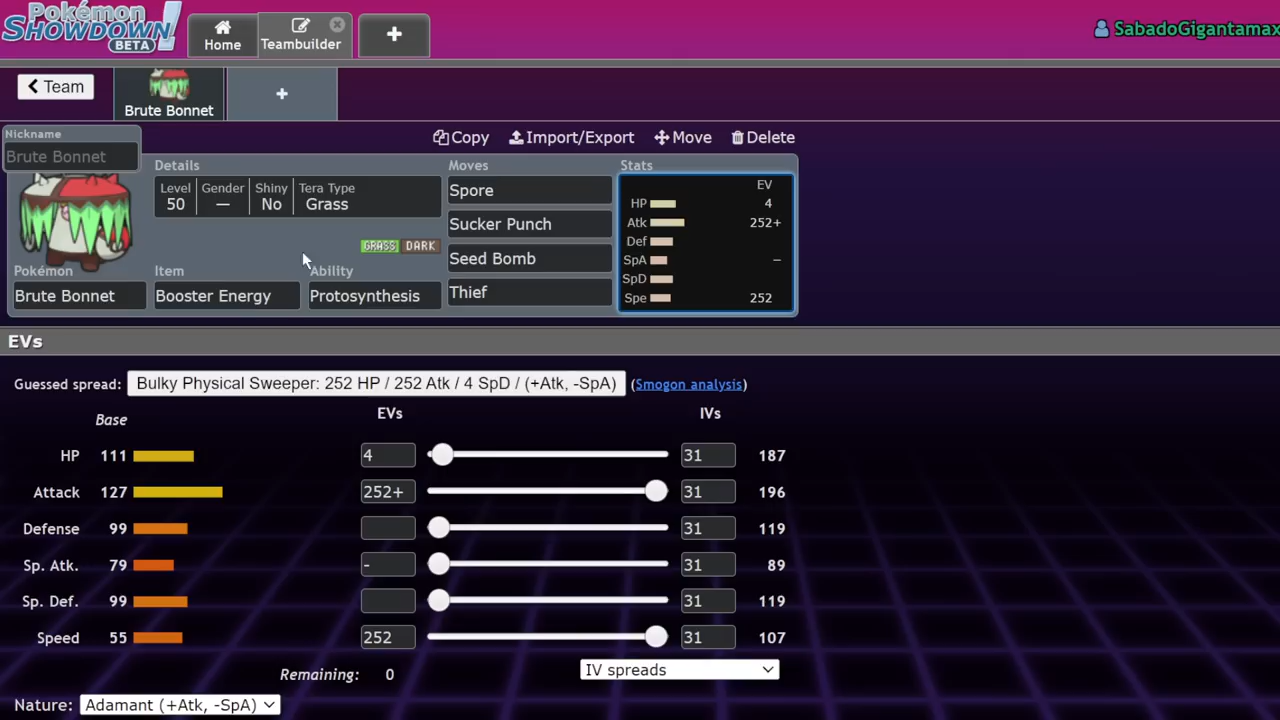 Pokémon
SHOWDOWN!
BETA
Home
Teambuilder
+
SabadoGigantamax
Team
Brute Bonnet
+
Copy
Import/Export
Move
Delete
Nickname
Brute Bonnet
Details
Level
50
Gender
—
Shiny
No
Tera Type
Grass
GRASS DARK
Pokémon
Brute Bonnet
Item
Booster Energy
Ability
Protosynthesis
Moves
Spore
Sucker Punch
Seed Bomb
Thief
Stats
EV
HP 4
Atk 252+
Def
SpA –
SpD
Spe 252
EVs
Guessed spread: Bulky Physical Sweeper: 252 HP / 252 Atk / 4 SpD / (+Atk, -SpA) (Smogon analysis)
Base EVs IVs
HP 111 4 31 187
Attack 127 252+ 31 196
Defense 99 31 119
Sp. Atk. 79 - 31 89
Sp. Def. 99 31 119
Speed 55 252 31 107
Remaining: 0 IV spreads
Nature: Adamant (+Atk, -SpA)